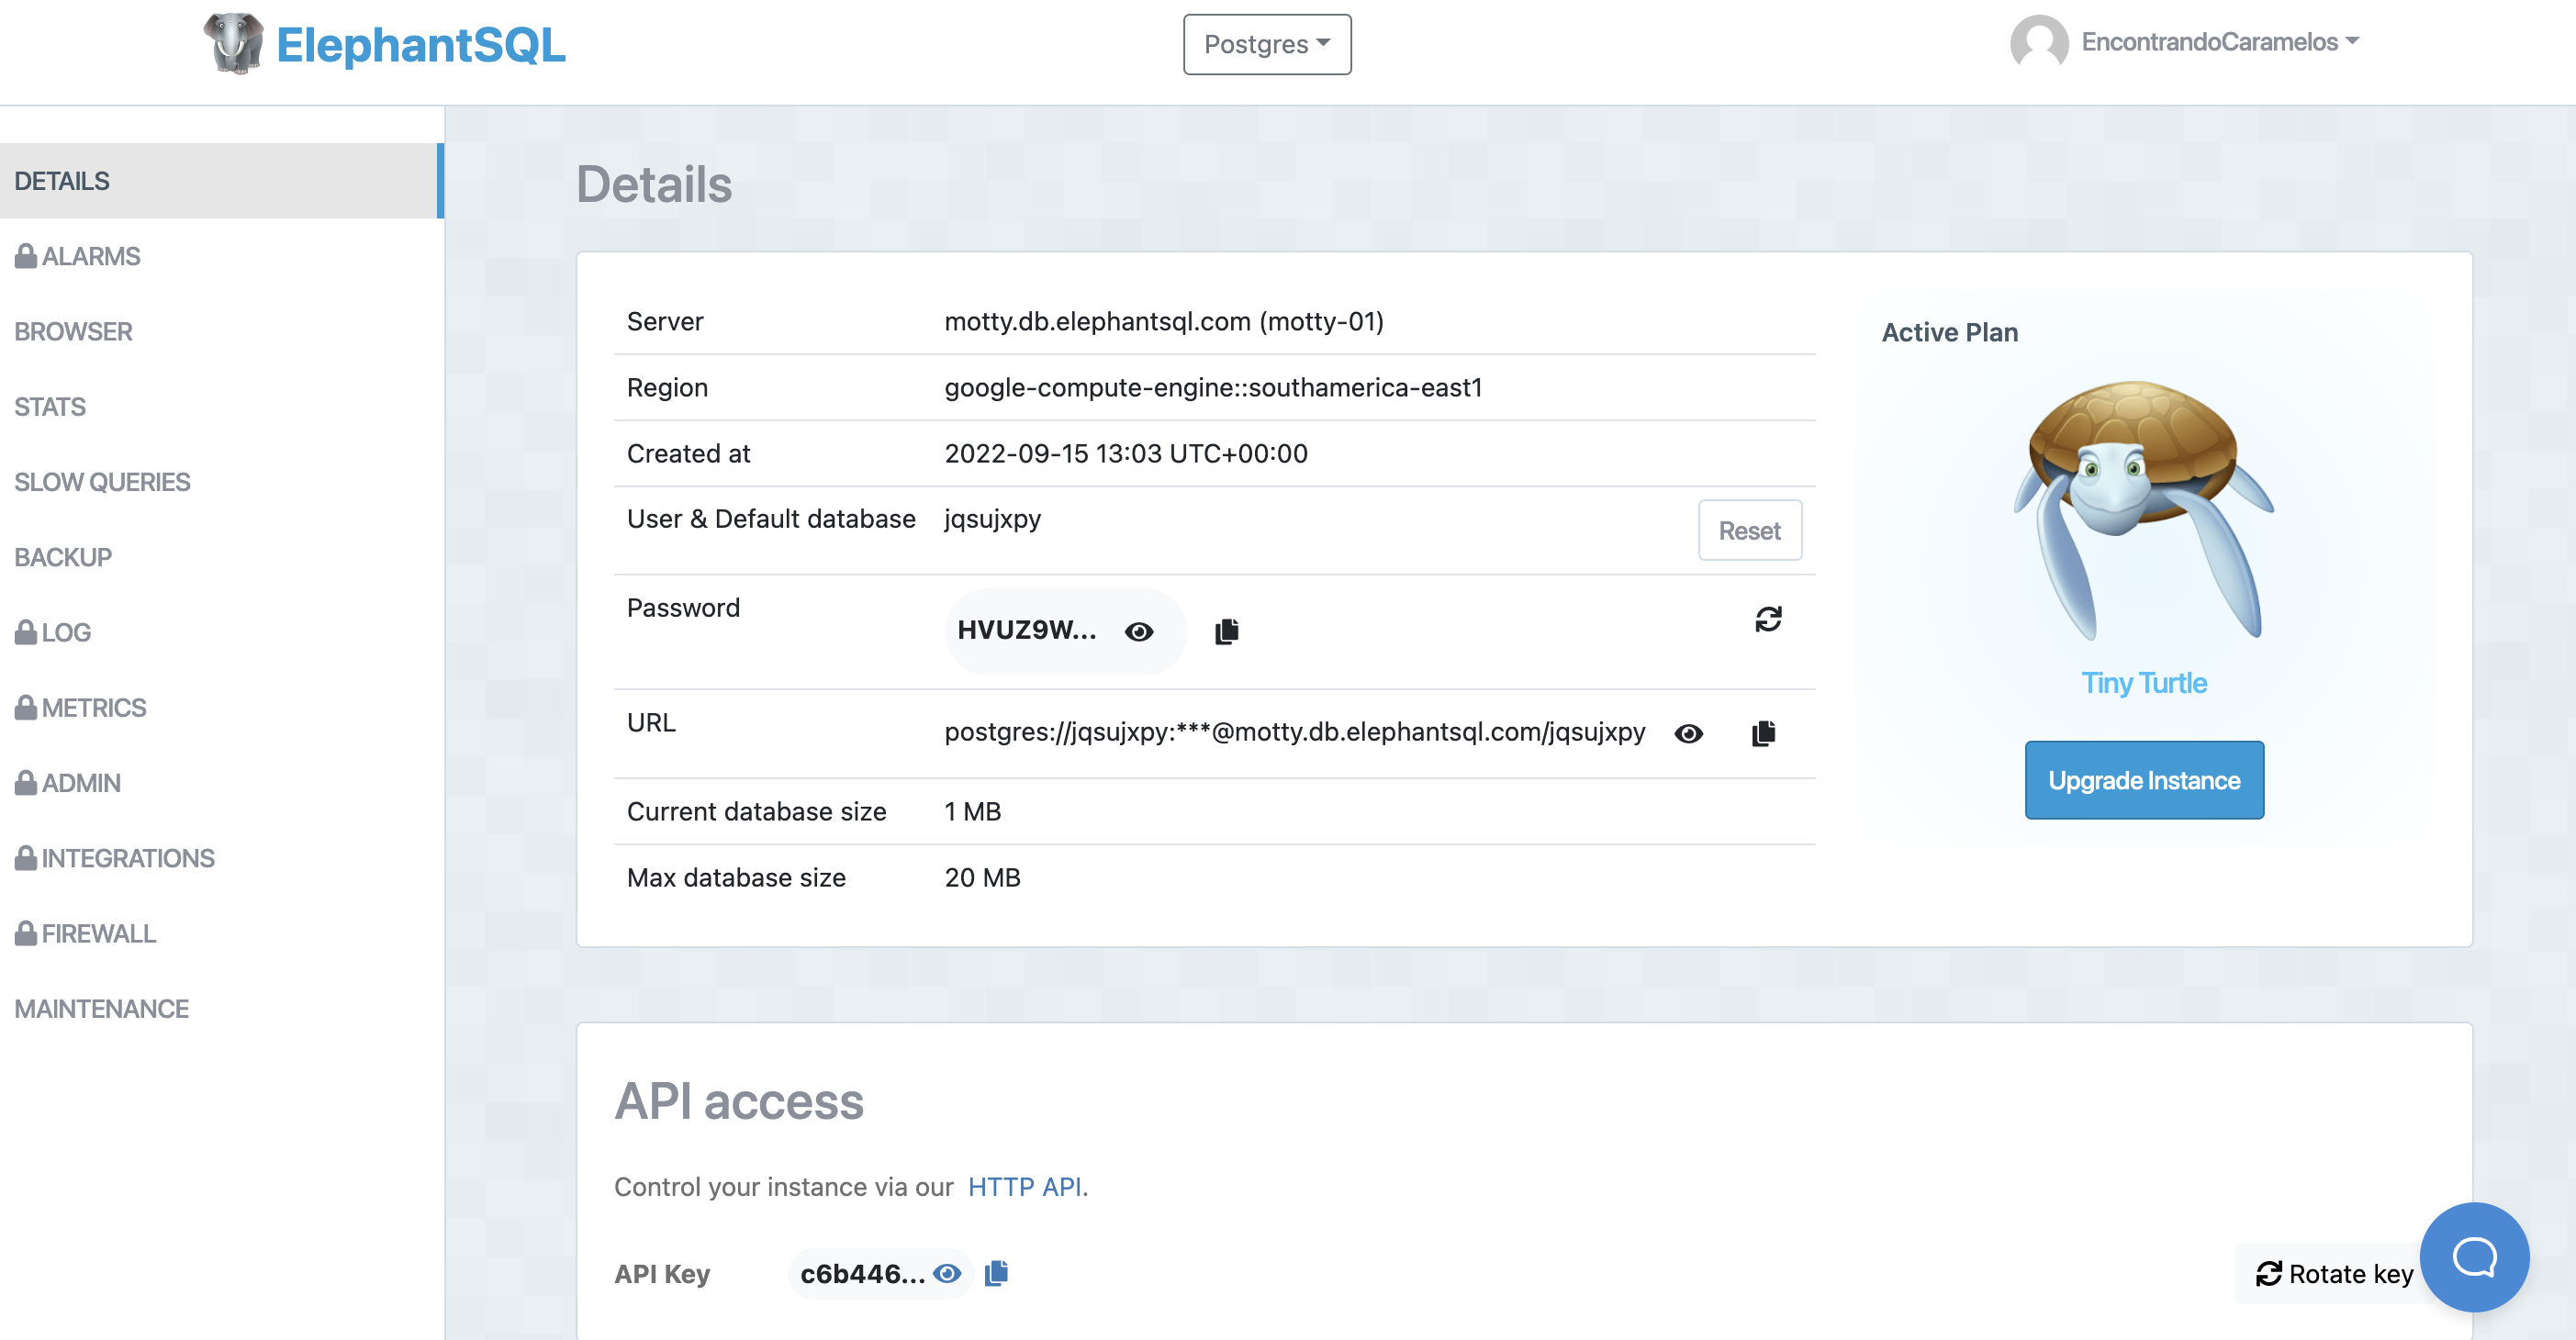 ElephantSQL
Postgres
EncontrandoCaramelos
DETAILS
ALARMS
BROWSER
STATS
SLOW QUERIES
BACKUP
LOG
METRICS
ADMIN
INTEGRATIONS
FIREWALL
MAINTENANCE
Details
Server motty.db.elephantsql.com (motty-01)
Region google-compute-engine::southamerica-east1
Created at 2022-09-15 13:03 UTC+00:00
User & Default database jqsujxpy Reset
Password HVUZ9W...
URL postgres://jqsujxpy:***@motty.db.elephantsql.com/jqsujxpy
Current database size 1 MB
Max database size 20 MB
Active Plan
Tiny Turtle
Upgrade Instance
API access
Control your instance via our HTTP API.
API Key c6b446... Rotate key